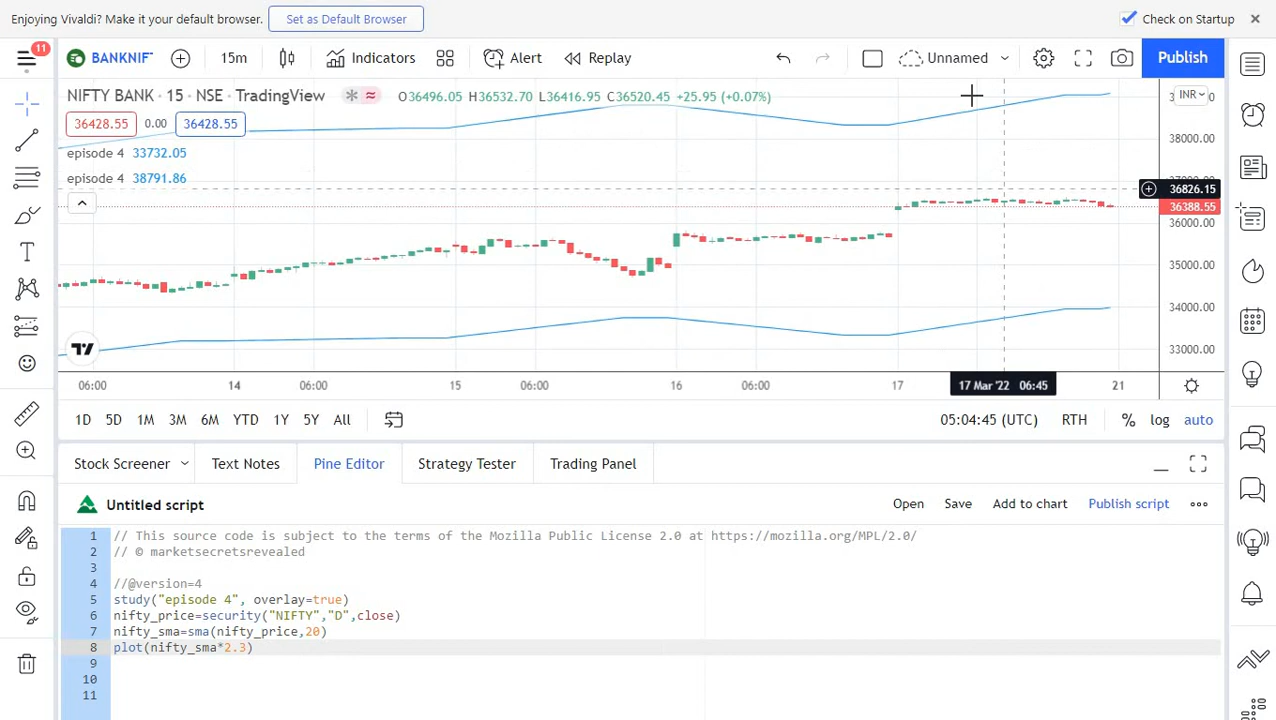 Enjoying Vivaldi? Make it your default browser. Set as Default Browser Check on Startup
11
BANKNIF 15m Indicators Alert Replay Unnamed Publish
NIFTY BANK · 15 · NSE · TradingView O36496.05 H36532.70 L36416.95 C36520.45 +25.95 (+0.07%)
INR
36428.55 0.00 36428.55
38000.00
episode 4 33732.05
episode 4 38791.86
36826.15
36388.55
36000.00
35000.00
34000.00
33000.00
06:00 14 06:00 15 06:00 16 06:00 17 17 Mar '22 06:45 21
1D 5D 1M 3M 6M YTD 1Y 5Y All 05:04:45 (UTC) RTH % log auto
Stock Screener Text Notes Pine Editor Strategy Tester Trading Panel
Untitled script Open Save Add to chart Publish script
1 // This source code is subject to the terms of the Mozilla Public License 2.0 at https://mozilla.org/MPL/2.0/
2 // © marketsecretsrevealed
3
4 //@version=4
5 study("episode 4", overlay=true)
6 nifty_price=security("NIFTY","D",close)
7 nifty_sma=sma(nifty_price,20)
8 plot(nifty_sma*2.3)
9
10
11